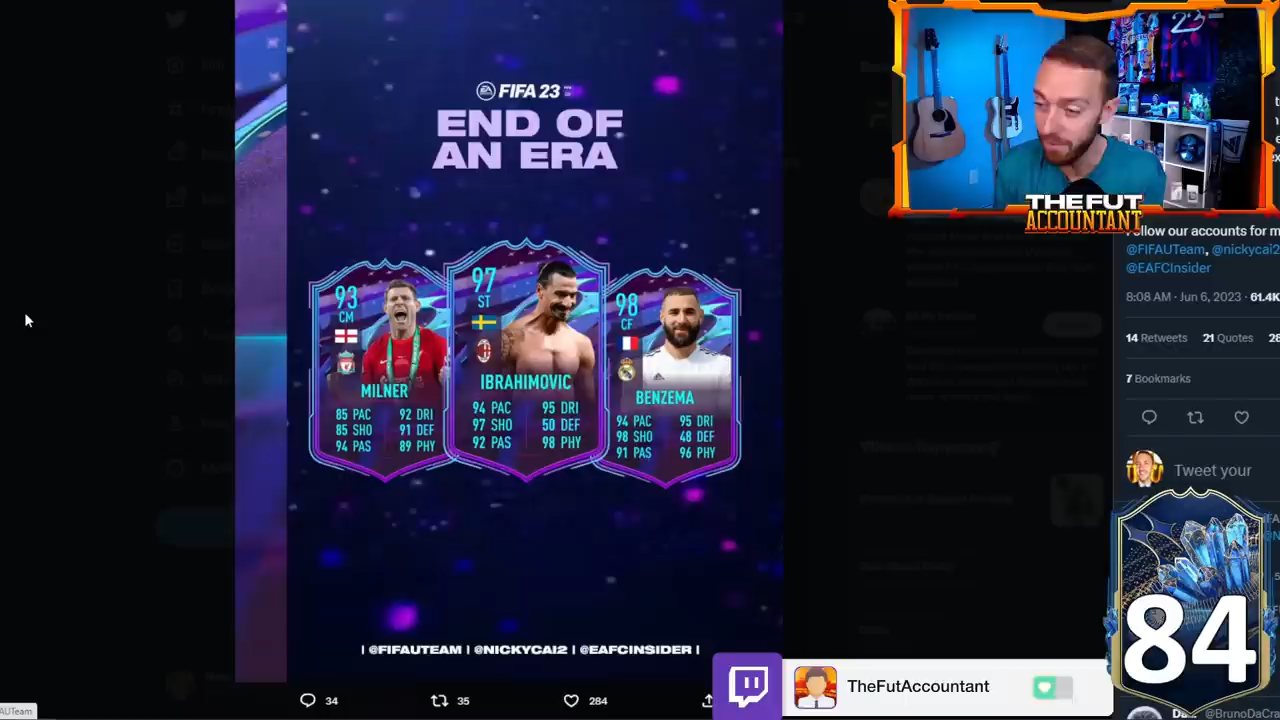 FIFA 23
END OF
AN ERA
93
CM
MILNER
85 PAC 92 DRI
85 SHO 91 DEF
94 PAS 89 PHY
97
ST
IBRAHIMOVIC
94 PAC 95 DRI
97 SHO 50 DEF
92 PAS 98 PHY
98
CF
BENZEMA
94 PAC 95 DRI
98 SHO 48 DEF
91 PAS 96 PHY
| @FIFAUTEAM | @NICKYCAI2 | @EAFCINSIDER |
34 35 284
AUTeam
23
THE FUT
ACCOUNTANT
Follow our accounts for m
@FIFAUTeam, @nickycai2
@EAFCInsider
8:08 AM · Jun 6, 2023 · 61.4K
14 Retweets 21 Quotes 28
7 Bookmarks
Tweet your
84
TheFutAccountant
@BrunoDaCra